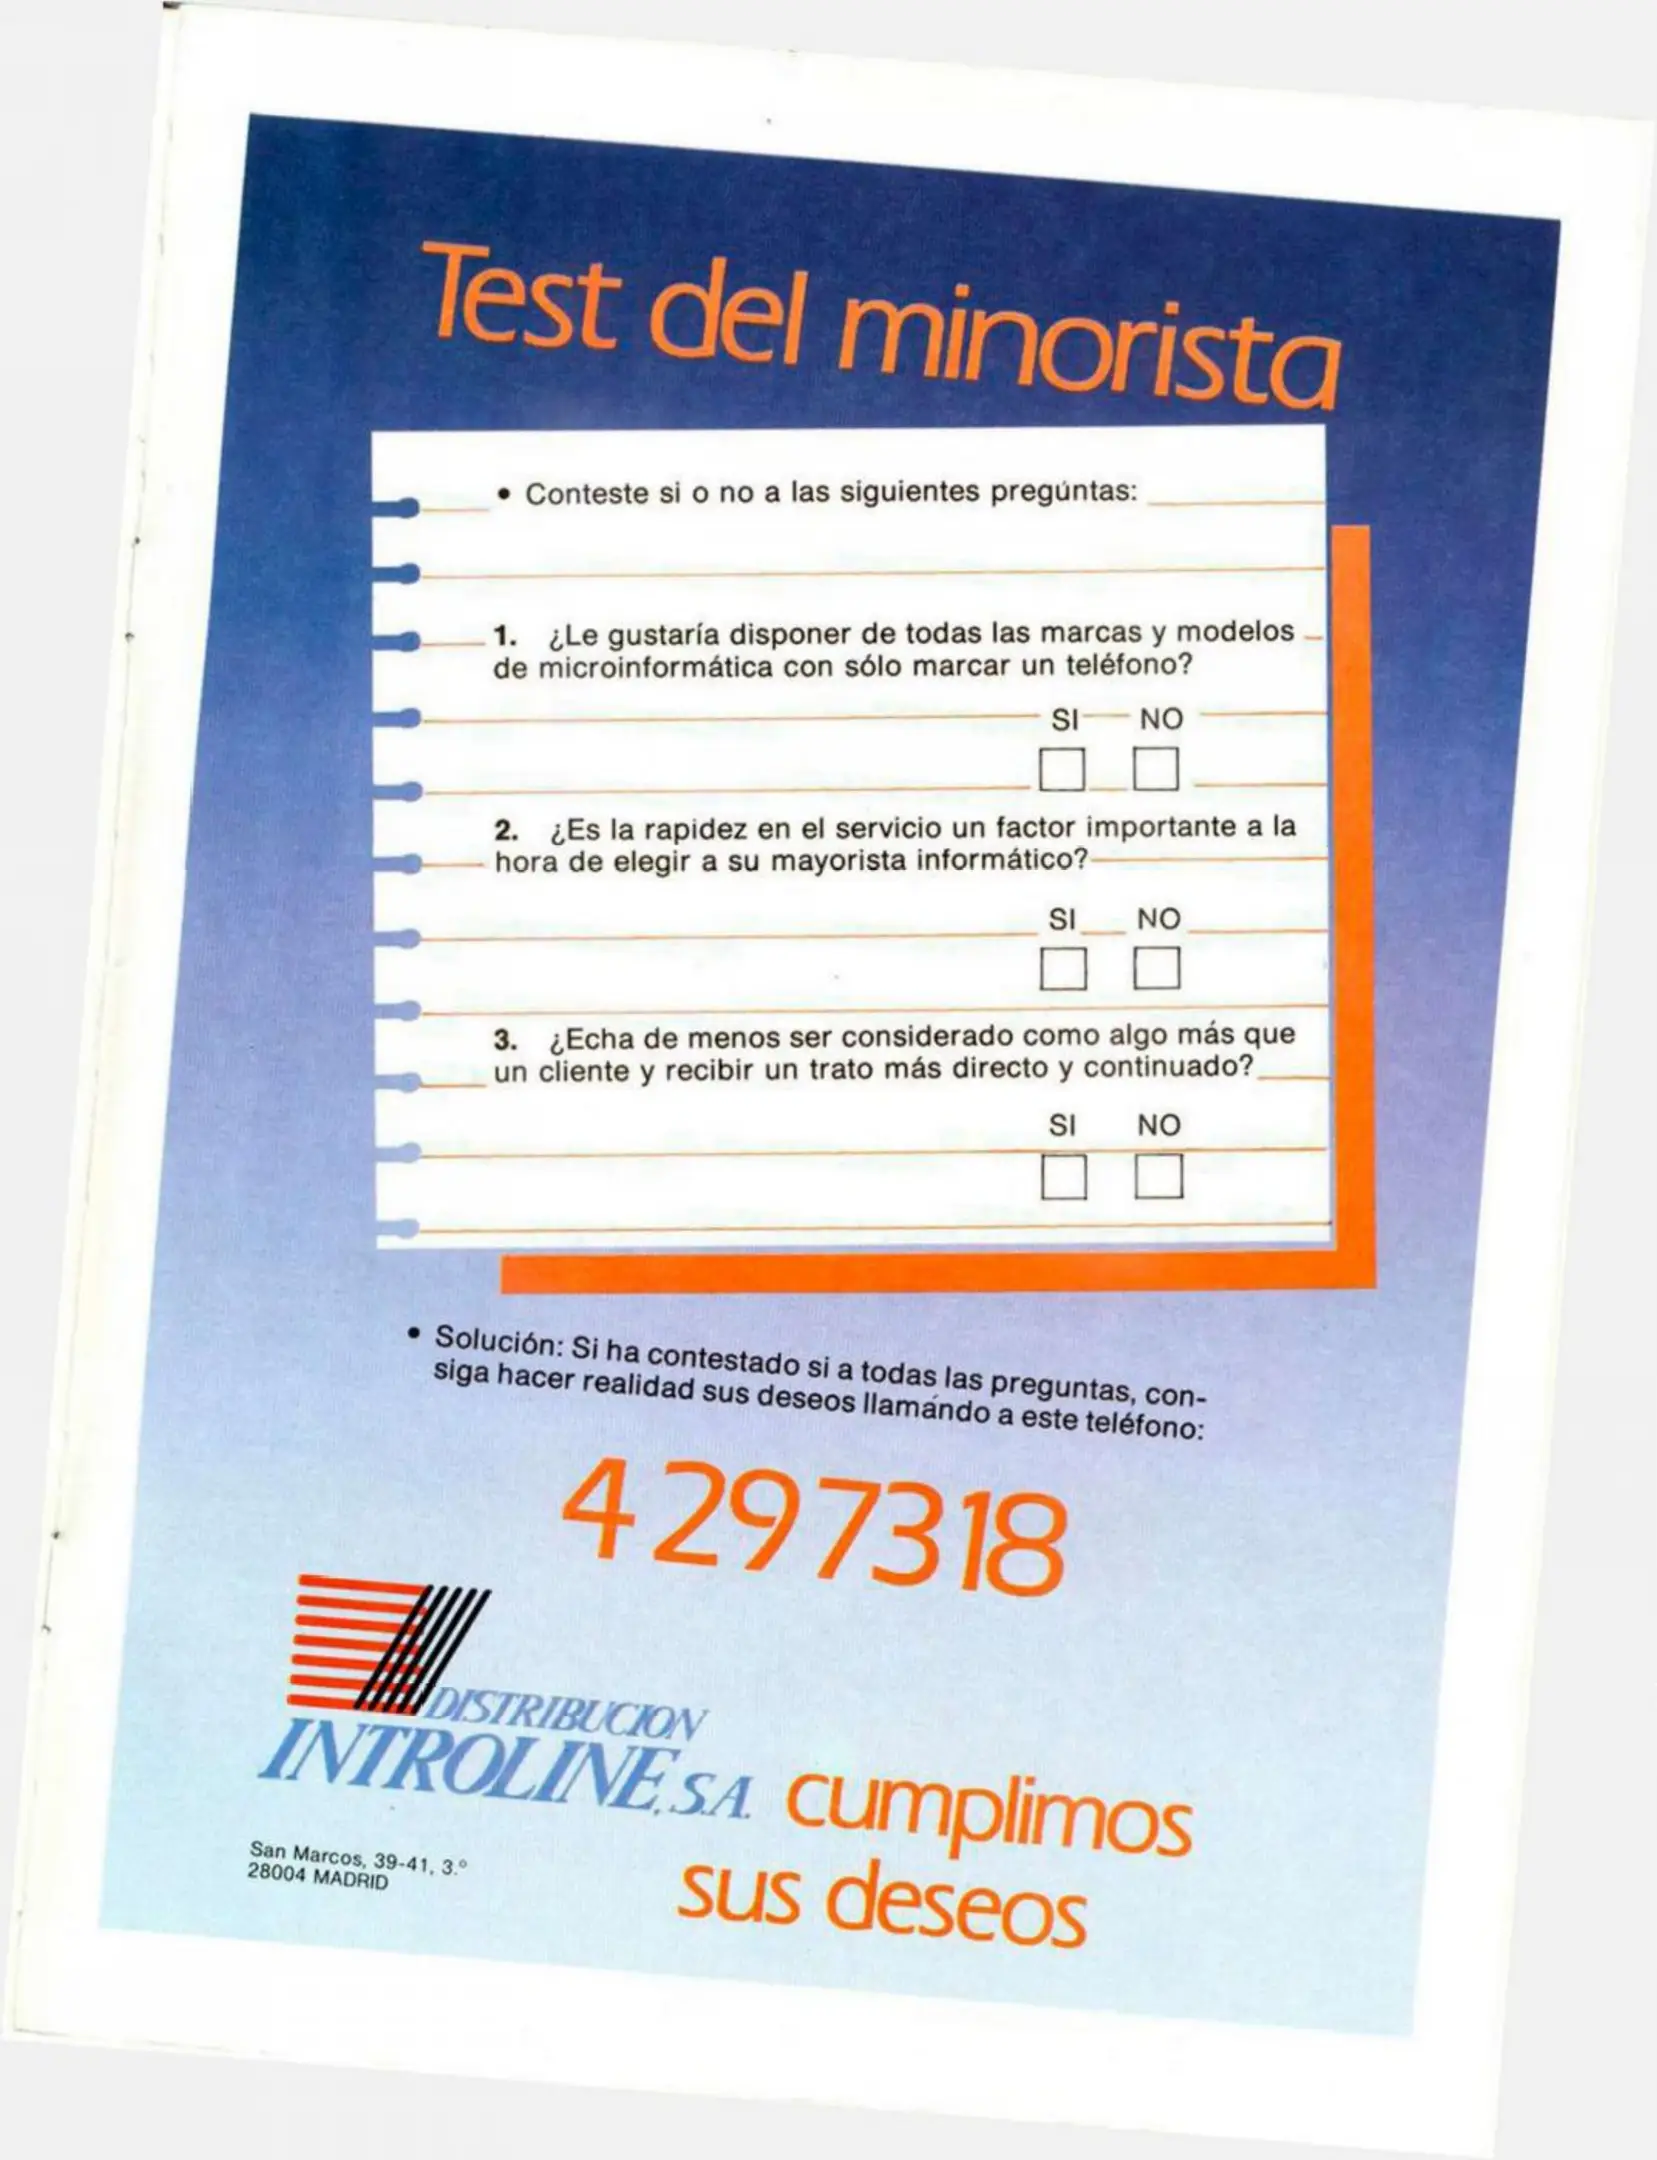 Test del minorista
• Conteste si o no a las siguientes preguntas:
1. ¿Le gustaría disponer de todas las marcas y modelos
de microinformática con sólo marcar un teléfono?
SI NO
2. ¿Es la rapidez en el servicio un factor importante a la
hora de elegir a su mayorista informático?
SI NO
3. ¿Echa de menos ser considerado como algo más que
un cliente y recibir un trato más directo y continuado?
SI NO
• Solución: Si ha contestado si a todas las preguntas, con-
siga hacer realidad sus deseos llamándo a este teléfono:
4297318
DISTRIBUCION
INTROLINE, S.A. cumplimos
sus deseos
San Marcos, 39-41, 3.º
28004 MADRID